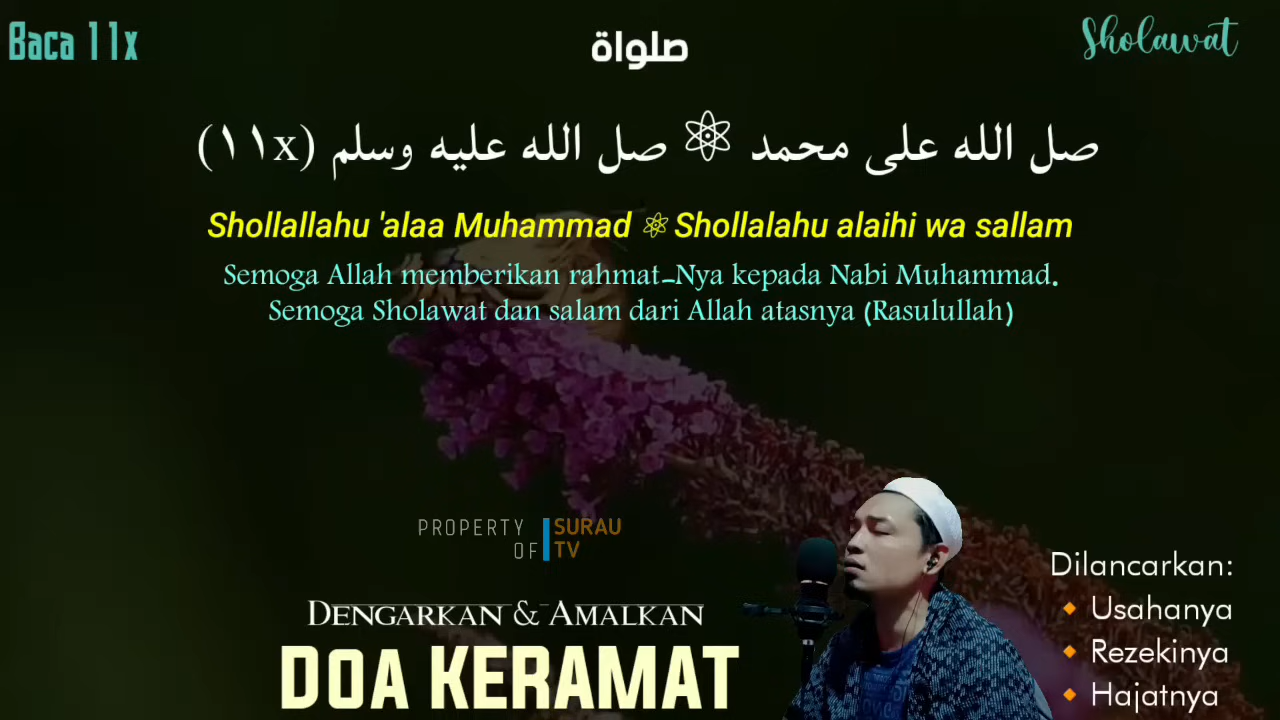 Baca 11x
صلواة
Sholawat
صل الله على محمد ⚛ صل الله عليه وسلم (١١x)
Shollallahu 'alaa Muhammad ⚛ Shollalahu alaihi wa sallam
Semoga Allah memberikan rahmat-Nya kepada Nabi Muhammad.
Semoga Sholawat dan salam dari Allah atasnya (Rasulullah)
PROPERTY OF
SURAU TV
DENGARKAN & AMALKAN
DOA KERAMAT
Dilancarkan:
🔸 Usahanya
🔸 Rezekinya
🔸 Hajatnya